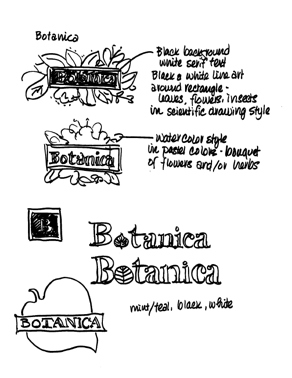 Botanica
Black background
white serif text
Black & white line art
around rectangle -
leaves, flowers, insects
in scientific drawing style
Botanica
Watercolor style
in pastel colors - bouquet
of flowers and/or herbs
Botanica
B
Botanica
Botanica
mint/teal, black, white
BOTANICA